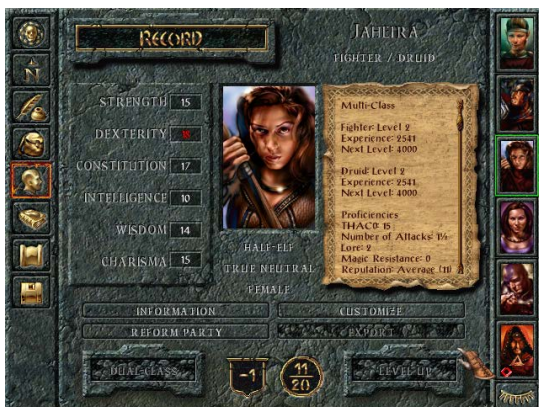 RECORD
JAHEIRA
FIGHTER / DRUID
STRENGTH 15
DEXTERITY
CONSTITUTION 17
INTELLIGENCE 10
WISDOM 14
CHARISMA 15
Multi-Class
Fighter: Level 2
Experience: 2541
Next Level: 4000
Druid: Level 2
Experience: 2541
Next Level: 4000
Proficiencies
THAC0: 15
Number of Attacks: 1½
Lore: 2
Magic Resistance: 0
Reputation: Average (11)
HALF-ELF
TRUE NEUTRAL
FEMALE
INFORMATION
CUSTOMIZE
REFORM PARTY
EXPORT
DUAL-CLASS
-1
11
20
LEVEL UP
N